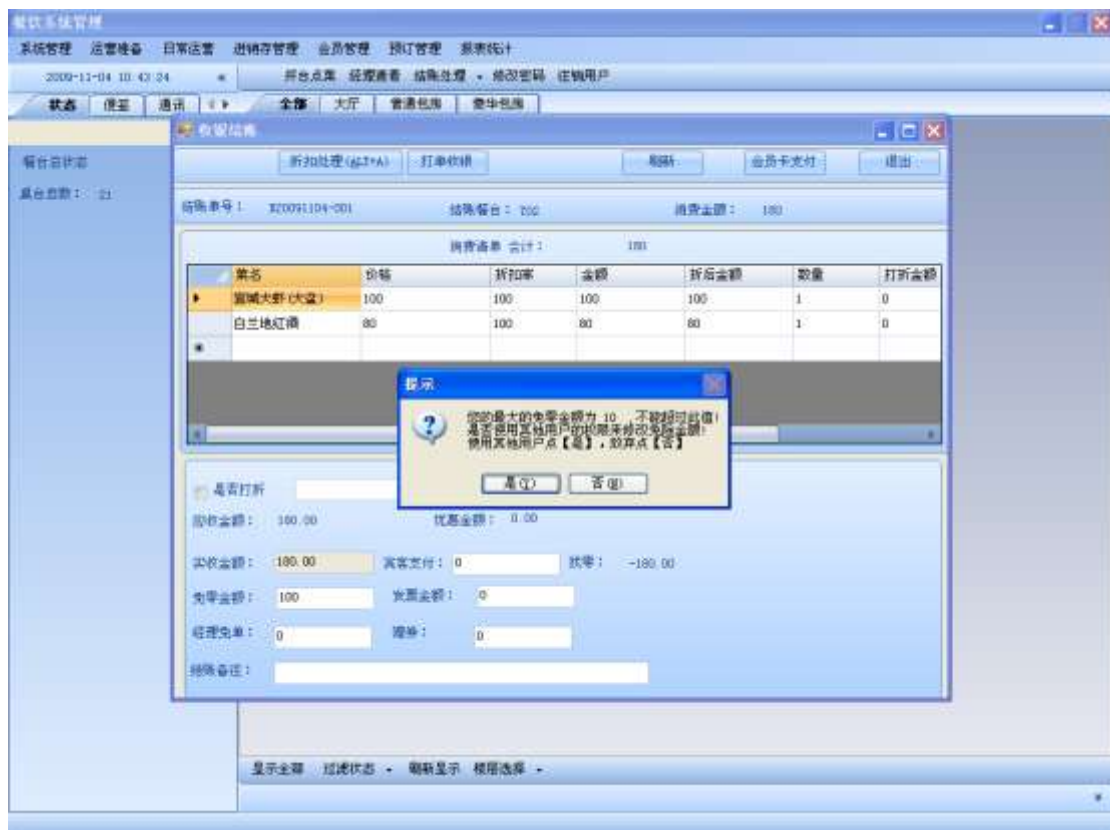 餐饮系统管理
系统管理 运营准备 日常运营 进销存管理 会员管理 预订管理 报表统计
2009-11-04 10:43:24 开台点菜 经理查看 结账处理 修改密码 注销用户
状态 便签 通讯 全部 大厅 普通包房 豪华包房
收银结账
餐台总状态
桌台总数: 21
折扣处理(ALT+A) 打单收银 刷新 会员卡支付 退出
结账单号: 结账餐台: 702 消费金额: 180
消费清单 合计: 180
菜名 价格 折扣率 金额 折后金额 数量 打折金额
100 100 100 100 1 0
白兰地红酒 80 100 80 80 1 0
提示
您的最大的免零金额为 10 ,不能超过此值!
是否使用其他用户的权限来修改免除金额!
使用其他用户点【是】,放弃点【否】
是(Y) 否(N)
是否打折
应收金额: 180.00 优惠金额: 0.00
实收金额: 180.00 宾客支付: 0 找零: -180.00
免零金额: 100 发票金额: 0
经理免单: 0 赠券: 0
结账备注:
显示全部 过滤状态 刷新显示 楼层选择